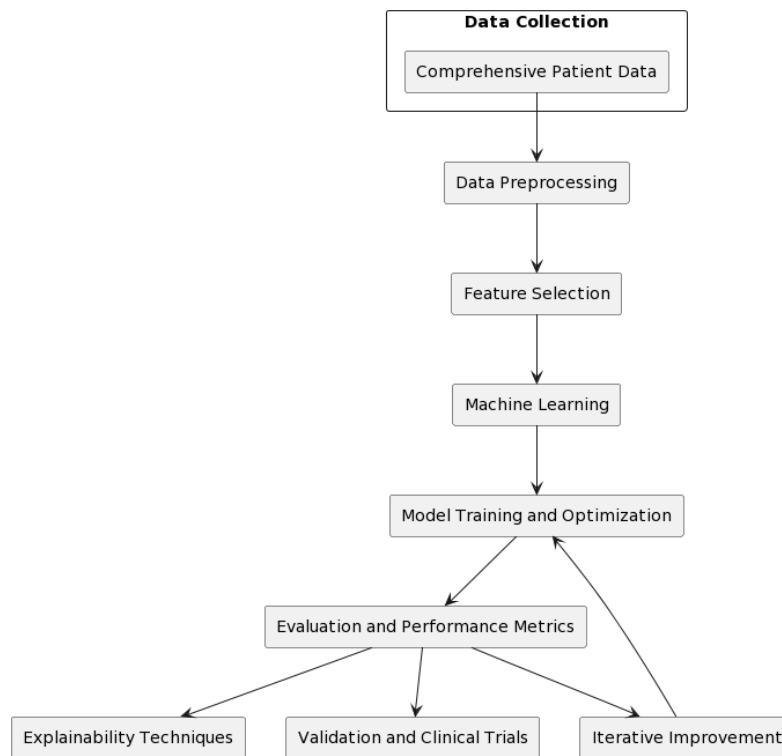 Data Collection
Comprehensive Patient Data
Data Preprocessing
Feature Selection
Machine Learning
Model Training and Optimization
Evaluation and Performance Metrics
Explainability Techniques
Validation and Clinical Trials
Iterative Improvement